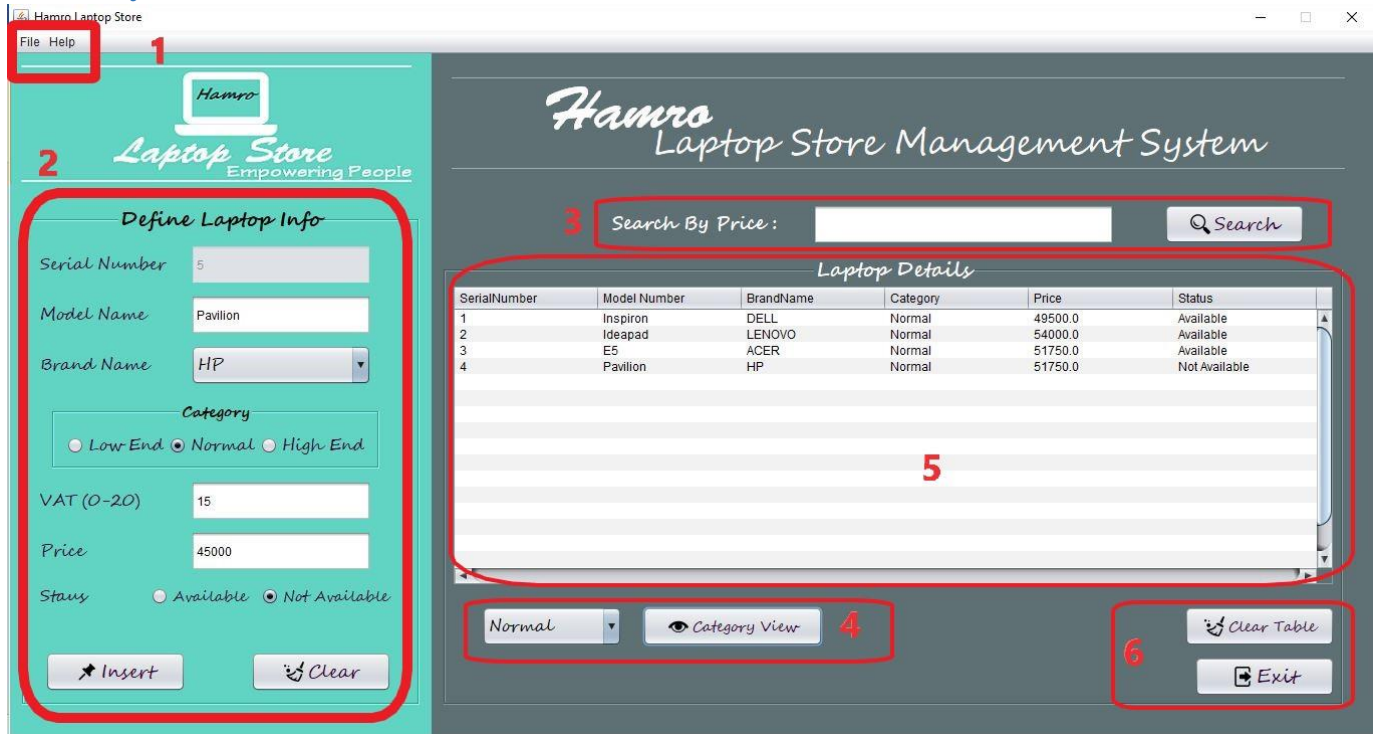 Hamro Laptop Store
File Help
1
Hamro
Laptop Store
Empowering People
2
Define Laptop Info
Serial Number 5
Model Name Pavilion
Brand Name HP
Category
Low End Normal High End
VAT (0-20) 15
Price 45000
Staus Available Not Available
Insert Clear
Hamro
Laptop Store Management System
3 Search By Price : Search
Laptop Details
SerialNumber Model Number BrandName Category Price Status
1 Inspiron DELL Normal 49500.0 Available
2 Ideapad LENOVO Normal 54000.0 Available
3 E5 ACER Normal 51750.0 Available
4 Pavilion HP Normal 51750.0 Not Available
5
Normal Category View 4
Clear Table
6
Exit